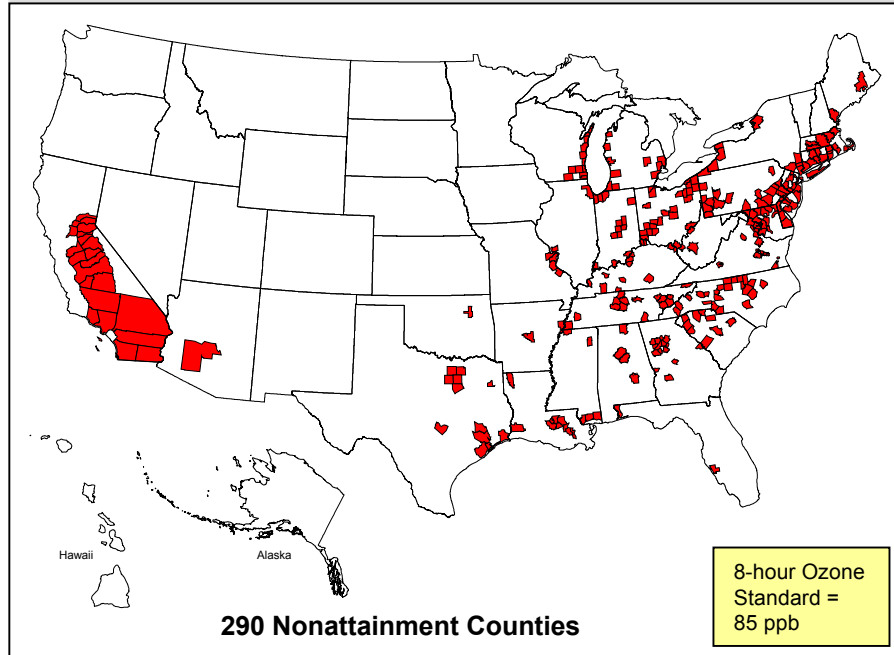 Hawaii
Alaska
290 Nonattainment Counties
8-hour Ozone
Standard =
85 ppb